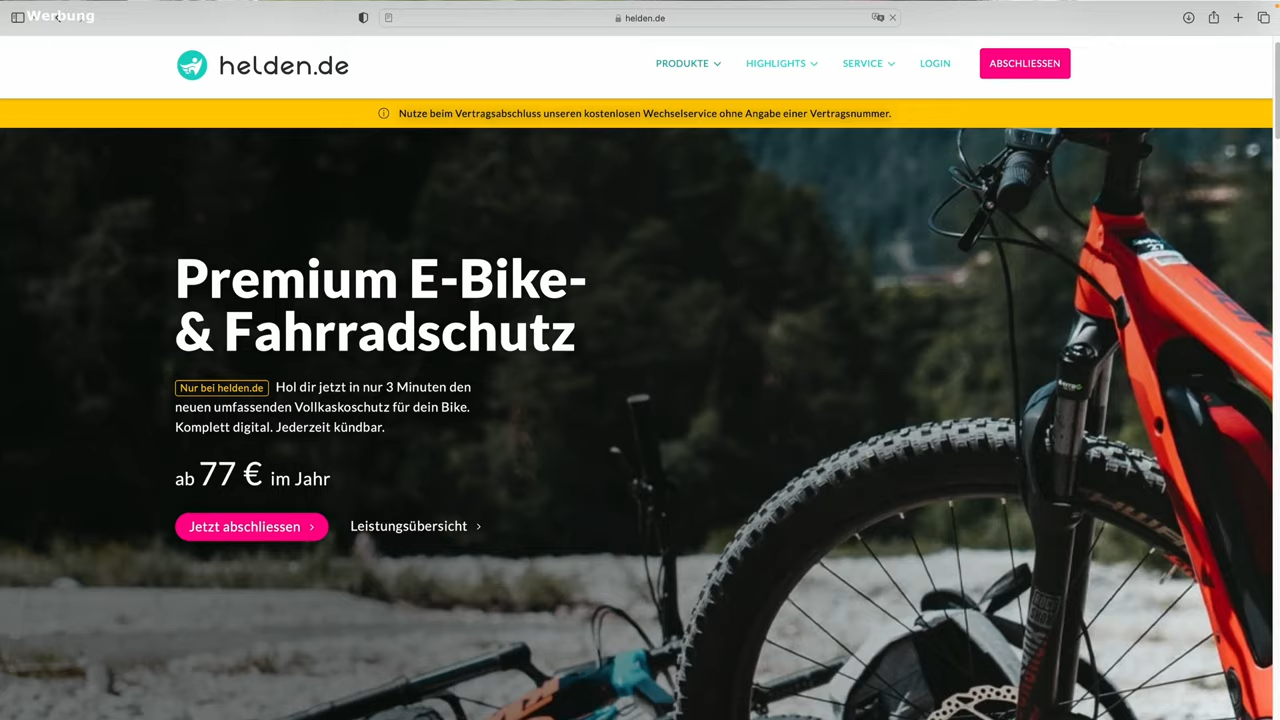 Werbung
helden.de
helden.de
PRODUKTE
HIGHLIGHTS
SERVICE
LOGIN
ABSCHLIESSEN
Nutze beim Vertragsabschluss unseren kostenlosen Wechselservice ohne Angabe einer Vertragsnummer.
Premium E-Bike-
& Fahrradschutz
Nur bei helden.de Hol dir jetzt in nur 3 Minuten den
neuen umfassenden Vollkaskoschutz für dein Bike.
Komplett digital. Jederzeit kündbar.
ab 77 € im Jahr
Jetzt abschliessen
Leistungsübersicht